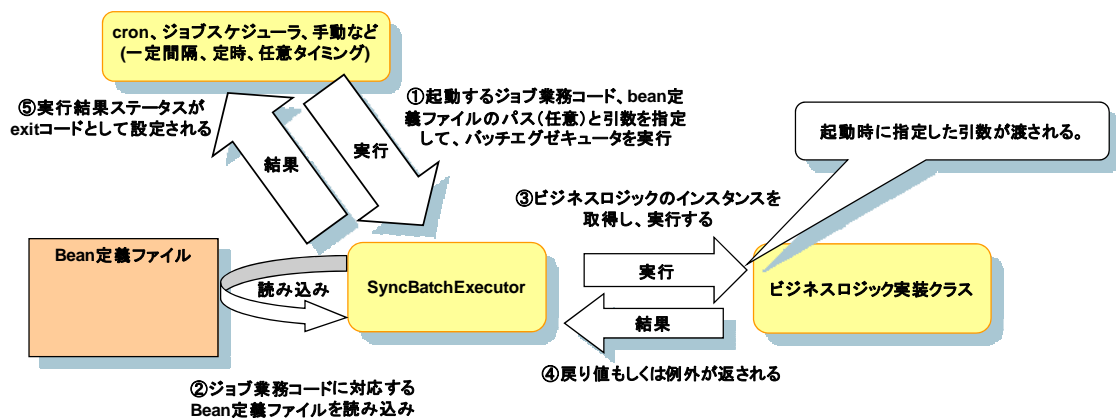 cron、ジョブスケジューラ、手動など
(一定間隔、定時、任意タイミング)
⑤実行結果ステータスが
exitコードとして設定される
①起動するジョブ業務コード、bean定
義ファイルのパス(任意)と引数を指定
して、バッチエグゼキュータを実行
結果
実行
起動時に指定した引数が渡される。
③ビジネスロジックのインスタンスを
取得し、実行する
Bean定義ファイル
読み込み
SyncBatchExecutor
実行
ビジネスロジック実装クラス
結果
④戻り値もしくは例外が返される
②ジョブ業務コードに対応する
Bean定義ファイルを読み込み